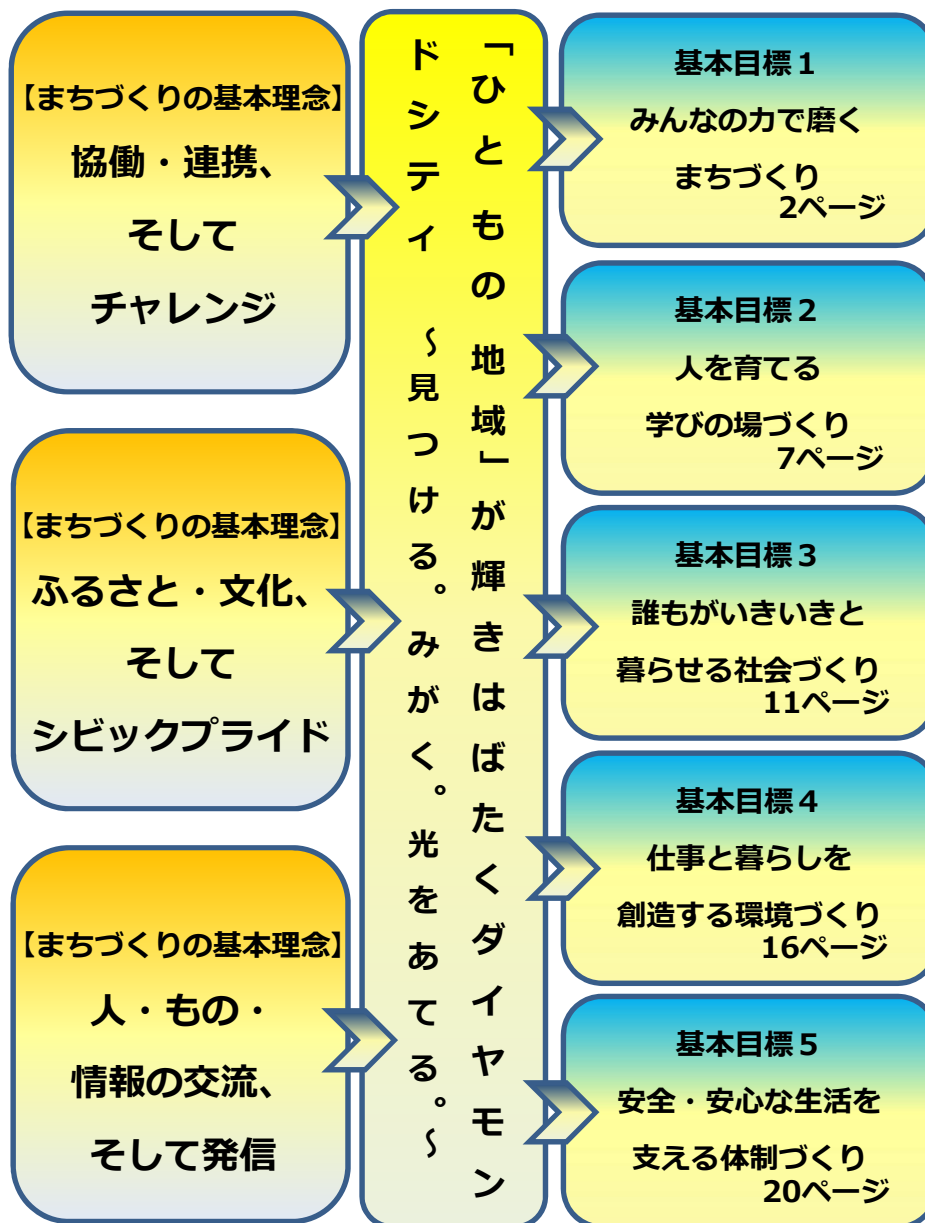 【まちづくりの基本理念】
協働・連携、
そして
チャレンジ
【まちづくりの基本理念】
ふるさと・文化、
そして
シビックプライド
【まちづくりの基本理念】
人・もの・
情報の交流、
そして発信
「ひと もの 地域」が輝きはばたくダイヤモン
ドシティ ～見つける。みがく。光をあてる。～
基本目標１
みんなの力で磨く
まちづくり
2ページ
基本目標２
人を育てる
学びの場づくり
7ページ
基本目標３
誰もがいきいきと
暮らせる社会づくり
11ページ
基本目標４
仕事と暮らしを
創造する環境づくり
16ページ
基本目標５
安全・安心な生活を
支える体制づくり
20ページ